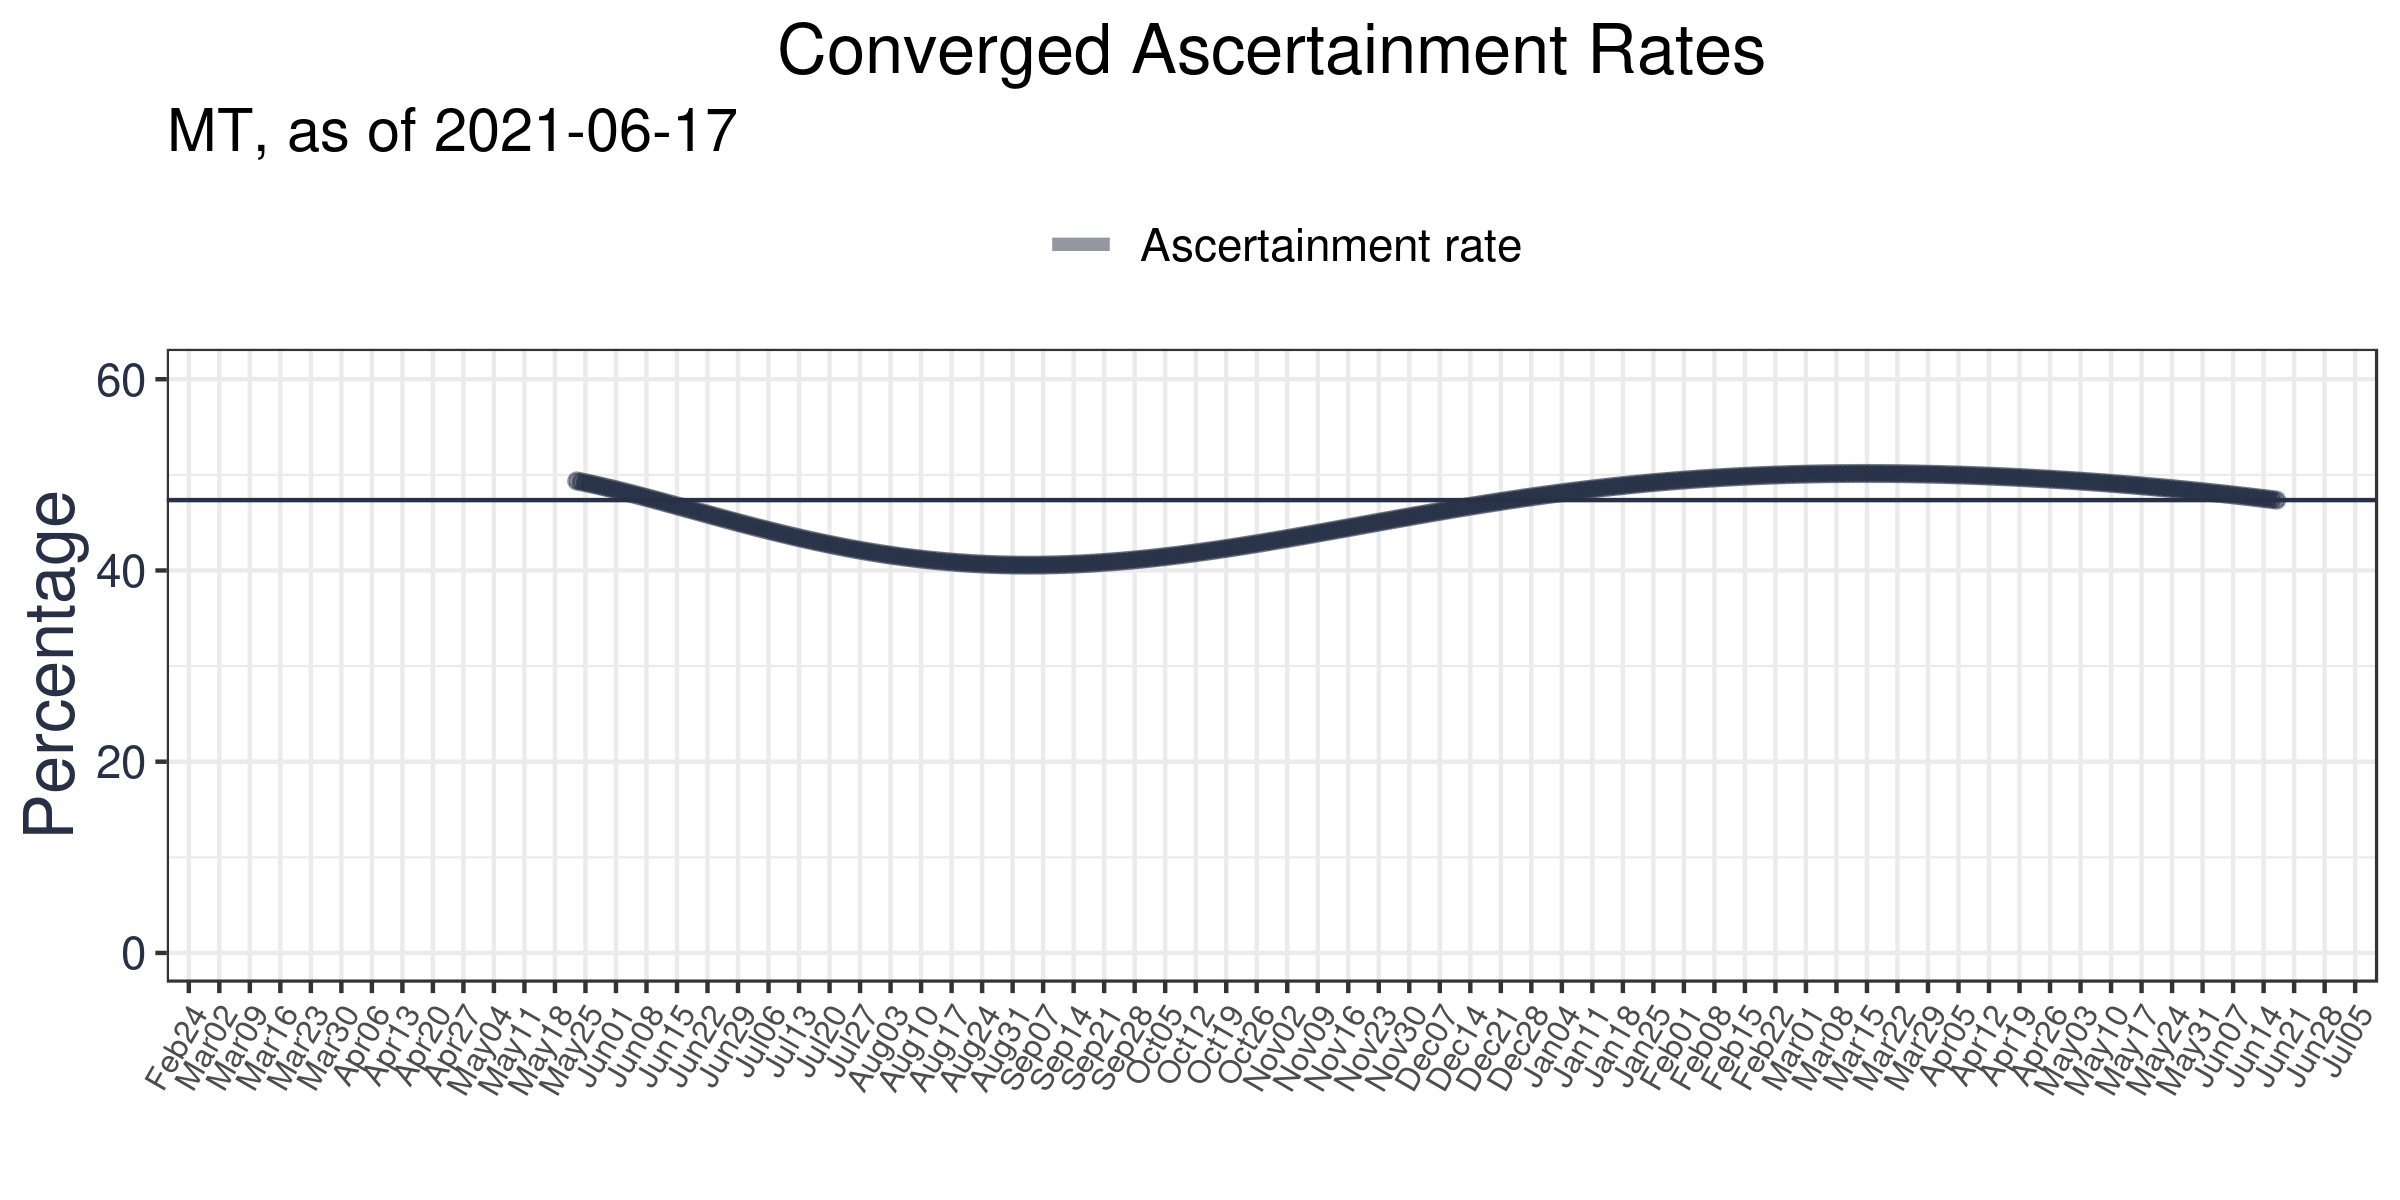 Converged Ascertainment Rates
MT, as of 2021-06-17
Ascertainment rate
Percentage
60
40
20
0
Feb24 Mar02 Mar09 Mar16 Mar23 Mar30 Apr06 Apr13 Apr20 Apr27 May04 May11 May18 May25 Jun01 Jun08 Jun15 Jun22 Jun29 Jul06 Jul13 Jul20 Jul27 Aug03 Aug10 Aug17 Aug24 Aug31 Sep07 Sep14 Sep21 Sep28 Oct05 Oct12 Oct19 Oct26 Nov02 Nov09 Nov16 Nov23 Nov30 Dec07 Dec14 Dec21 Dec28 Jan04 Jan11 Jan18 Jan25 Feb01 Feb08 Feb15 Feb22 Mar01 Mar08 Mar15 Mar22 Mar29 Apr05 Apr12 Apr19 Apr26 May03 May10 May17 May24 May31 Jun07 Jun14 Jun21 Jun28 Jul05